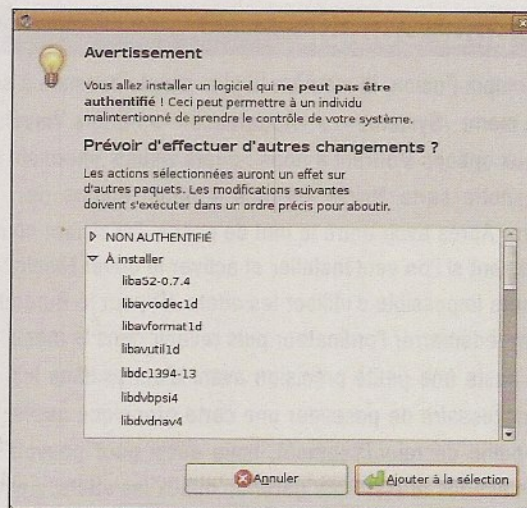 Avertissement
Vous allez installer un logiciel qui ne peut pas être
authentifié ! Ceci peut permettre à un individu
malintentionné de prendre le contrôle de votre système.
Prévoir d'effectuer d'autres changements ?
Les actions sélectionnées auront un effet sur
d'autres paquets. Les modifications suivantes
doivent s'exécuter dans un ordre précis pour aboutir.
NON AUTHENTIFIÉ
À installer
liba52-0.7.4
libavcodec1d
libavformat1d
libavutil1d
libdc1394-13
libdvbpsi4
libdvdnav4
Annuler
Ajouter à la sélection